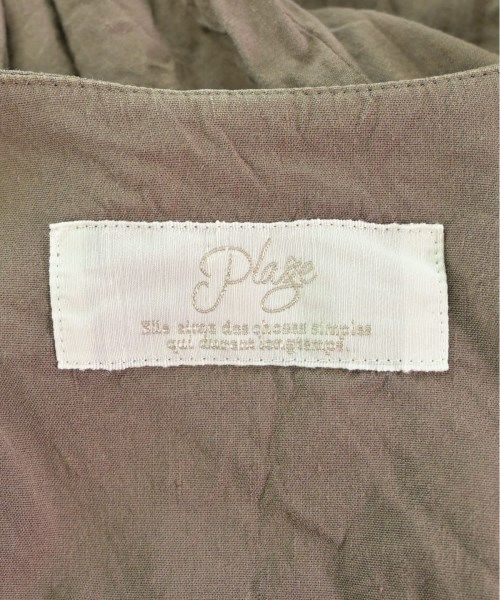 Plage
Elle aime des choses simples
qui durent longtemps.